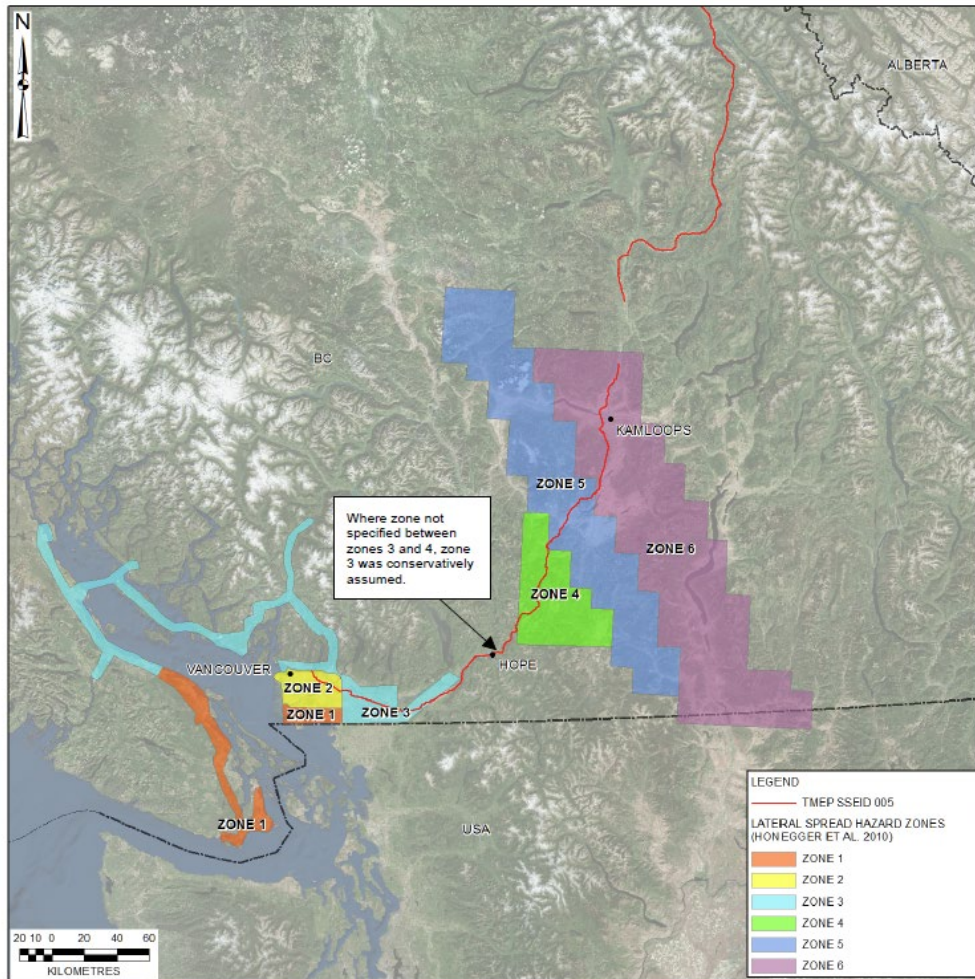 N
ALBERTA
BC
KAMLOOPS
ZONE 5
Where zone not
specified between
zones 3 and 4, zone
3 was conservatively
assumed.
ZONE 6
ZONE 4
HOPE
VANCOUVER
ZONE 2
ZONE 1
ZONE 3
ZONE 1
USA
LEGEND
TMEP SSEID 005
LATERAL SPREAD HAZARD ZONES
(HONEGGER ET AL. 2010)
ZONE 1
ZONE 2
ZONE 3
ZONE 4
ZONE 5
ZONE 6
20 10 0 20 40 60
KILOMETRES